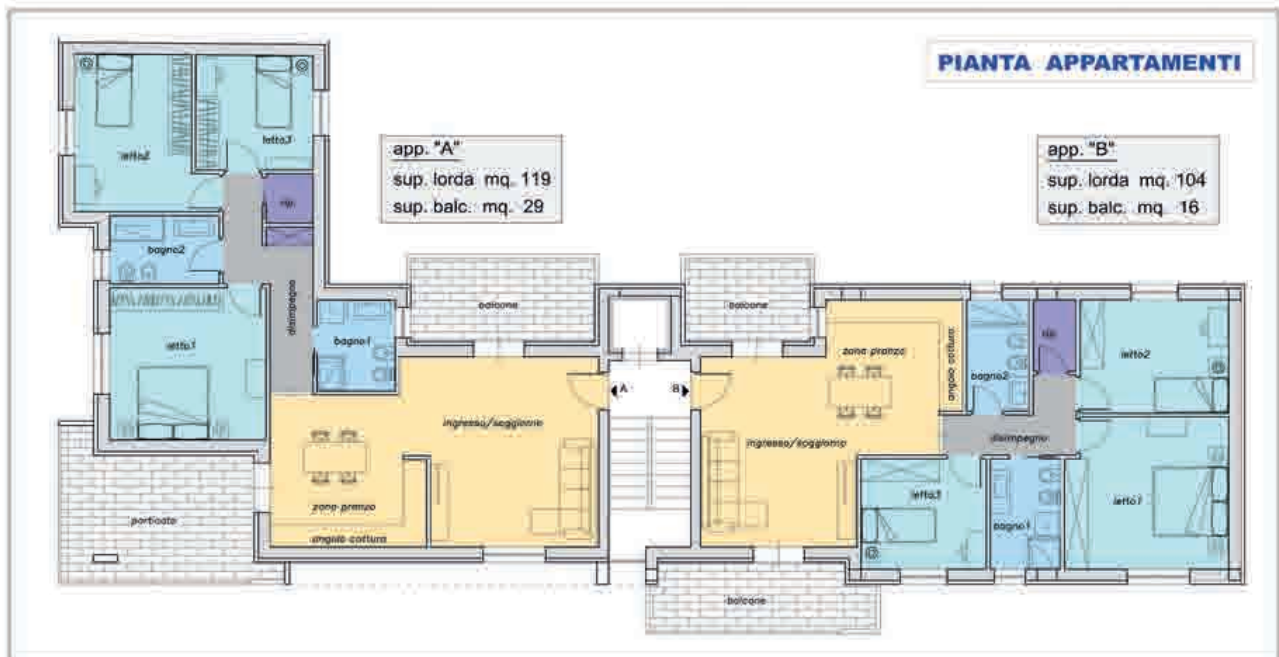 PIANTA APPARTAMENTI
app. "A"
sup. lorda mq. 119
sup. balc. mq. 29
app. "B"
sup. lorda mq. 104
sup. balc. mq. 16
letto2
letto3
rip.
bagno2
disimpegno
letto1
bagno1
balcone
ingresso/soggiorno
zona pranzo
angolo cottura
porticato
A
B
balcone
zona pranzo
angolo cottura
bagno2
rip.
letto2
ingresso/soggiorno
disimpegno
letto3
bagno1
letto1
balcone